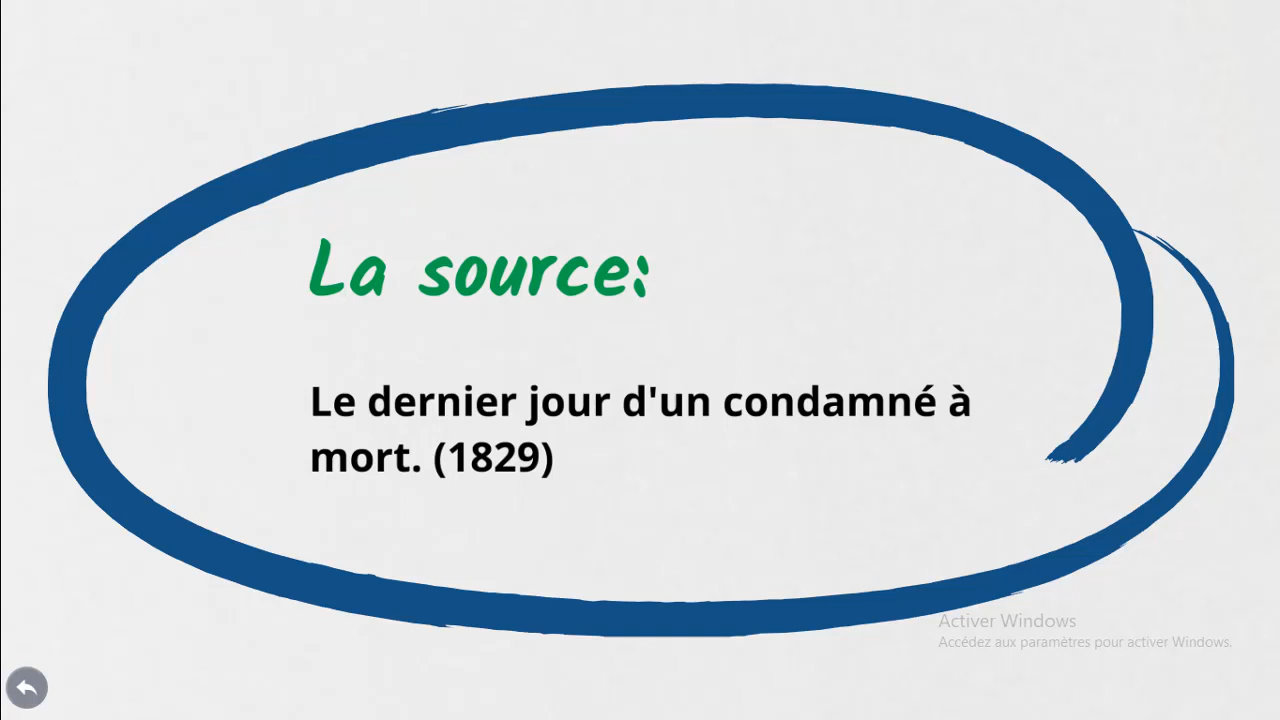 La source:
Le dernier jour d'un condamné à
mort. (1829)
Activer Windows
Accédez aux paramètres pour activer Windows.